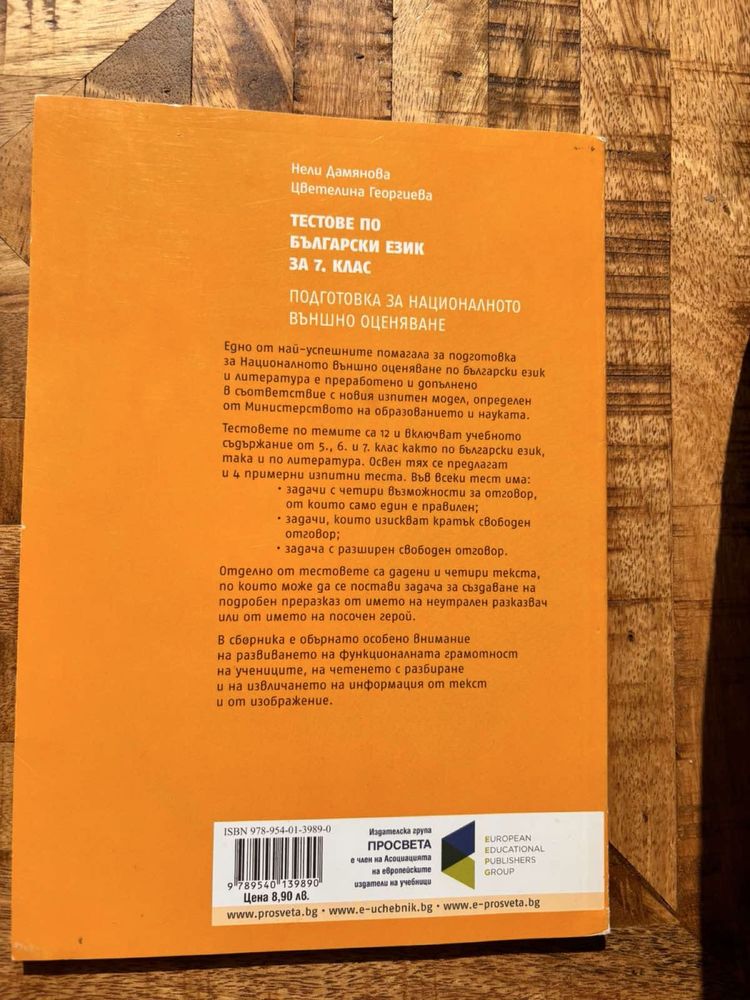 Нели Дамянова
Цветелина Георгиева
ТЕСТОВЕ ПО
БЪЛГАРСКИ ЕЗИК
ЗА 7. КЛАС
ПОДГОТОВКА ЗА НАЦИОНАЛНОТО
ВЪНШНО ОЦЕНЯВАНЕ
Едно от най-успешните помагала за подготовка
за Националното външно оценяване по български език
и литература е преработено и допълнено
в съответствие с новия изпитен модел, определен
от Министерството на образованието и науката.
Тестовете по темите са 12 и включват учебното
съдържание от 5., 6. и 7. клас както по български език,
така и по литература. Освен тях се предлагат
и 4 примерни изпитни теста. Във всеки тест има:
• задачи с четири възможности за отговор,
от които само един е правилен;
• задачи, които изискват кратък свободен
отговор;
• задача с разширен свободен отговор.
Отделно от тестовете са дадени и четири текста,
по които може да се постави задача за създаване на
подробен преразказ от името на неутрален разказвач
или от името на посочен герой.
В сборника е обърнато особено внимание
на развиването на функционалната грамотност
на учениците, на четенето с разбиране
и на извличането на информация от текст
и от изображение.
ISBN 978-954-01-3989-0
9 789540 139890
Цена 8,90 лв.
Издателска група
ПРОСВЕТА
е член на Асоциацията
на европейските
издатели на учебници
EUROPEAN
EDUCATIONAL
PUBLISHERS
GROUP
www.prosveta.bg • www.e-uchebnik.bg • www.e-prosveta.bg